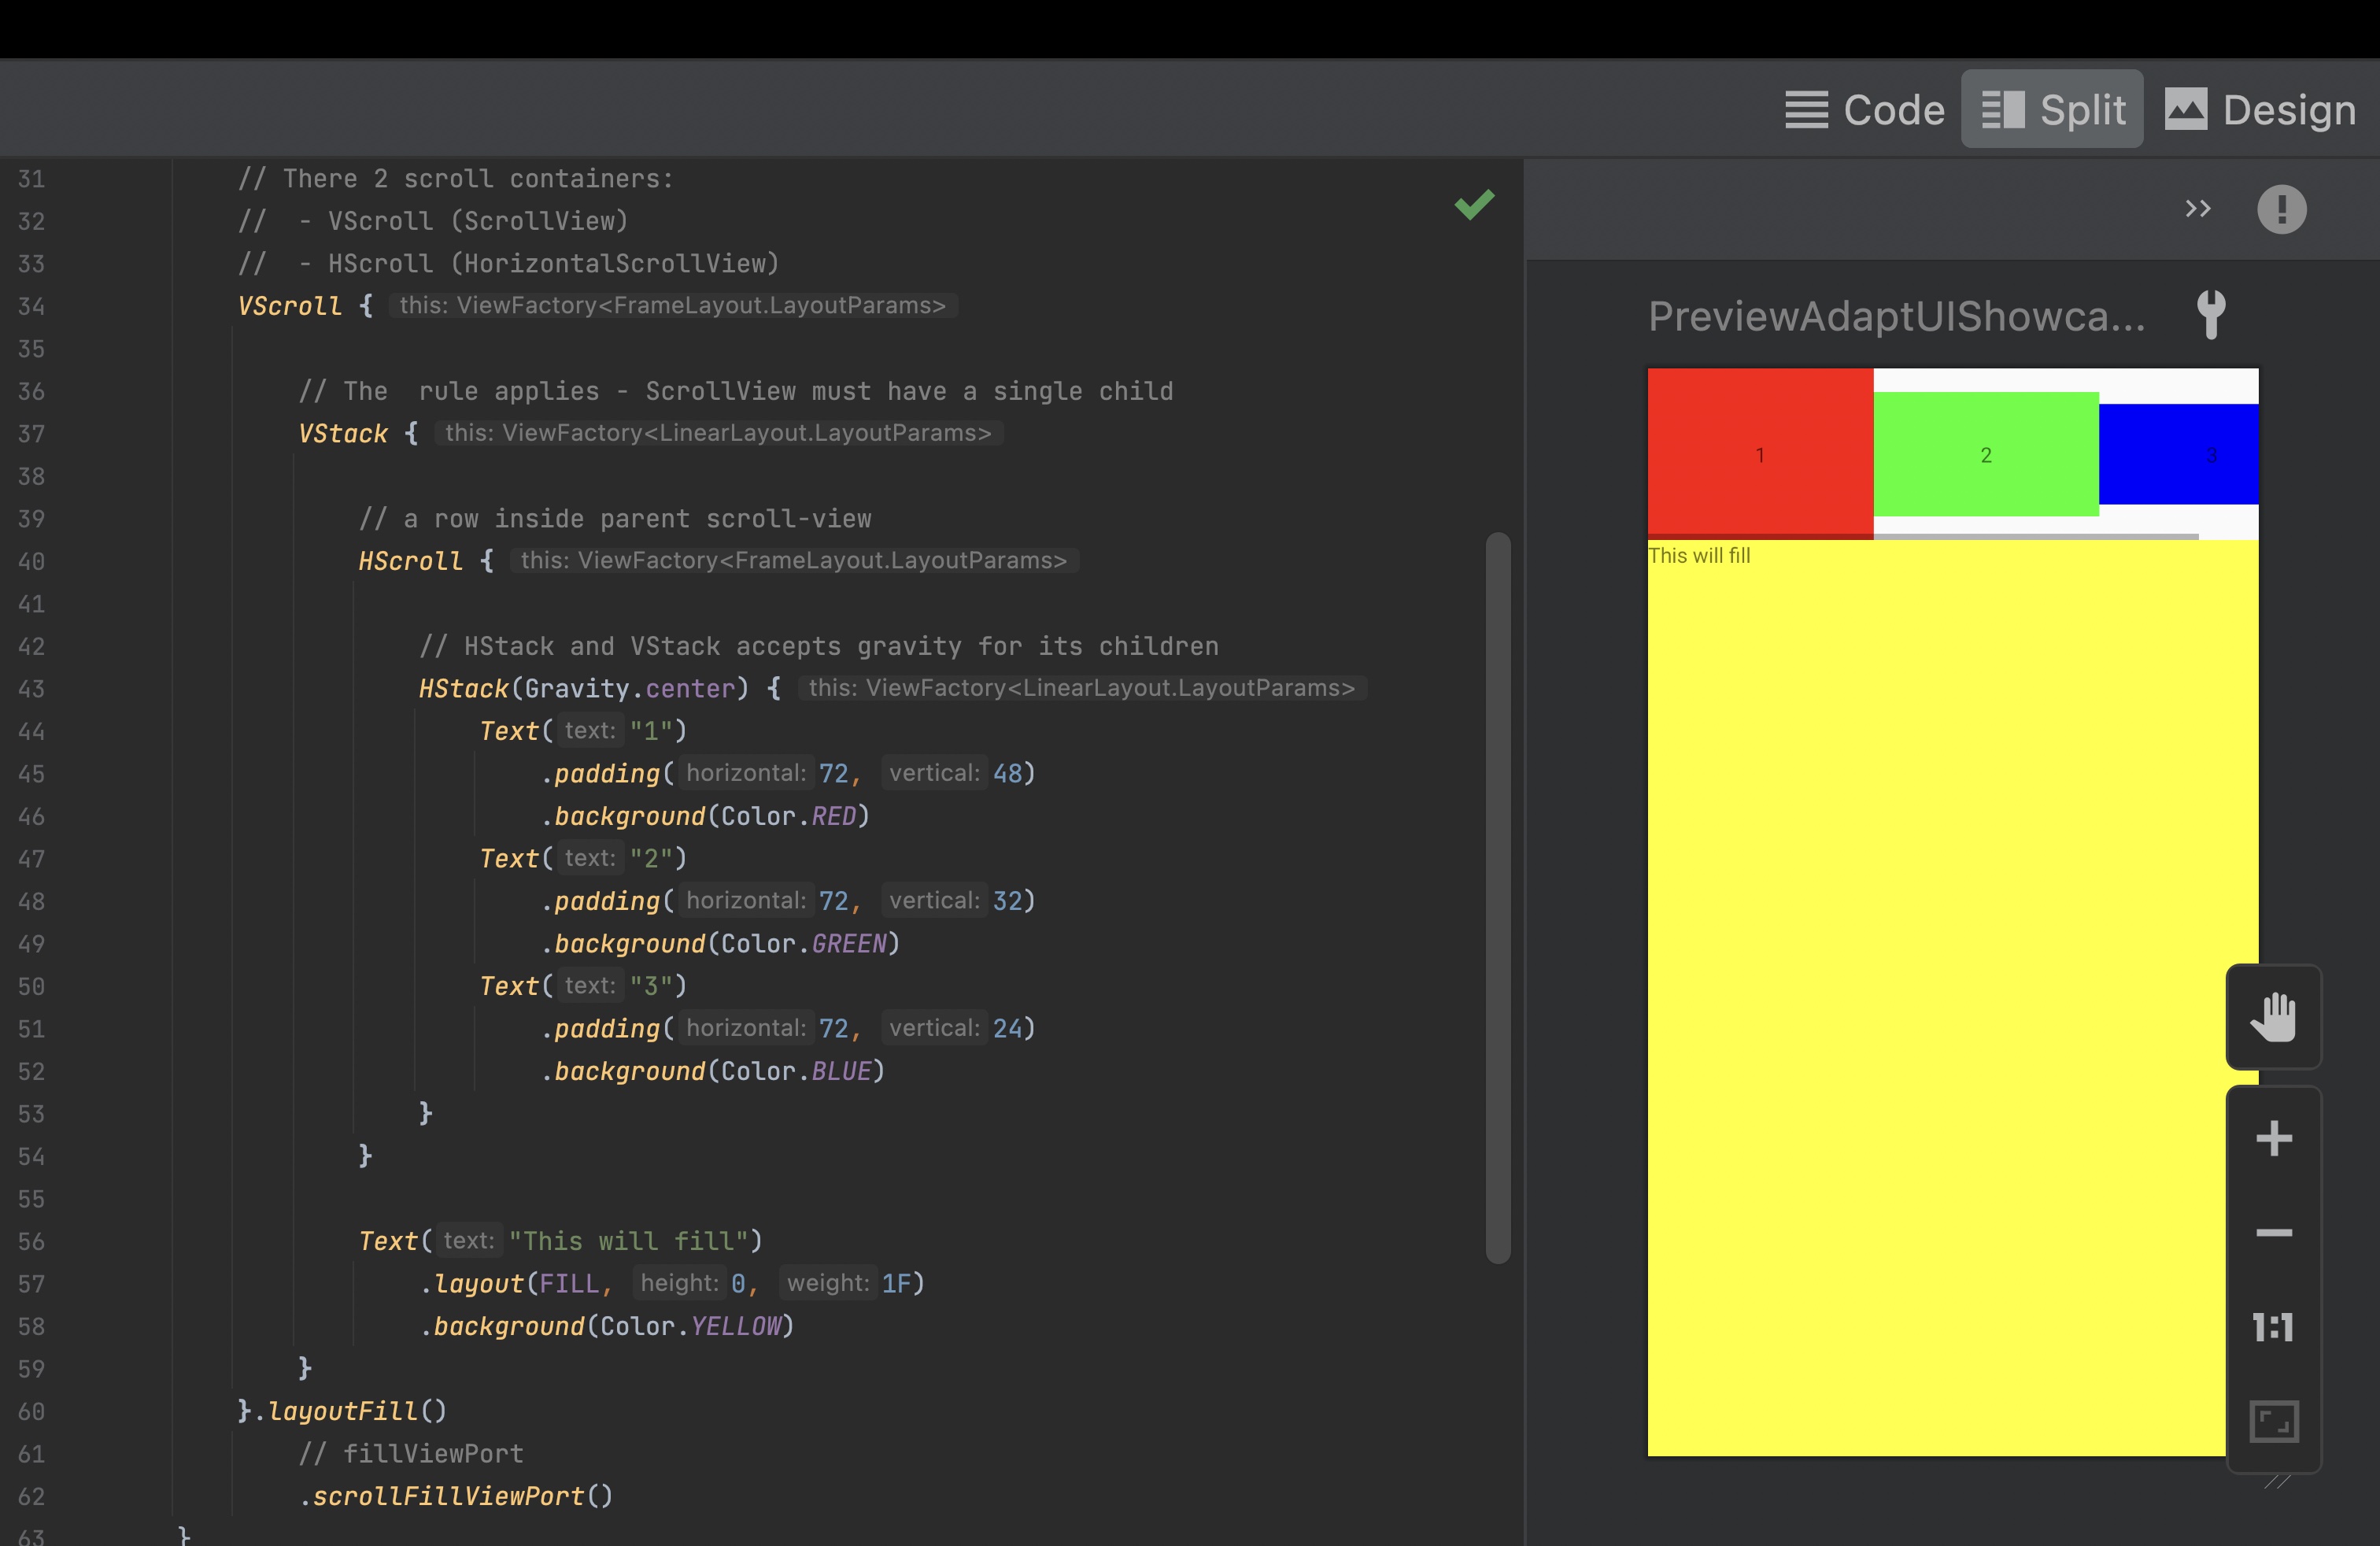 Code Split Design
31 // There 2 scroll containers:
32 //  - VScroll (ScrollView)
33 //  - HScroll (HorizontalScrollView)
34 VScroll { this: ViewFactory<FrameLayout.LayoutParams>
35
36 // The  rule applies - ScrollView must have a single child
37 VStack { this: ViewFactory<LinearLayout.LayoutParams>
38
39 // a row inside parent scroll-view
40 HScroll { this: ViewFactory<FrameLayout.LayoutParams>
41
42 // HStack and VStack accepts gravity for its children
43 HStack(Gravity.center) { this: ViewFactory<LinearLayout.LayoutParams>
44 Text( text: "1")
45 .padding( horizontal: 72, vertical: 48)
46 .background(Color.RED)
47 Text( text: "2")
48 .padding( horizontal: 72, vertical: 32)
49 .background(Color.GREEN)
50 Text( text: "3")
51 .padding( horizontal: 72, vertical: 24)
52 .background(Color.BLUE)
53 }
54 }
55
56 Text( text: "This will fill")
57 .layout(FILL, height: 0, weight: 1F)
58 .background(Color.YELLOW)
59 }
60 }.layoutFill()
61 // fillViewPort
62 .scrollFillViewPort()
63 }
PreviewAdaptUIShowca...
1 2 3
This will fill
1:1